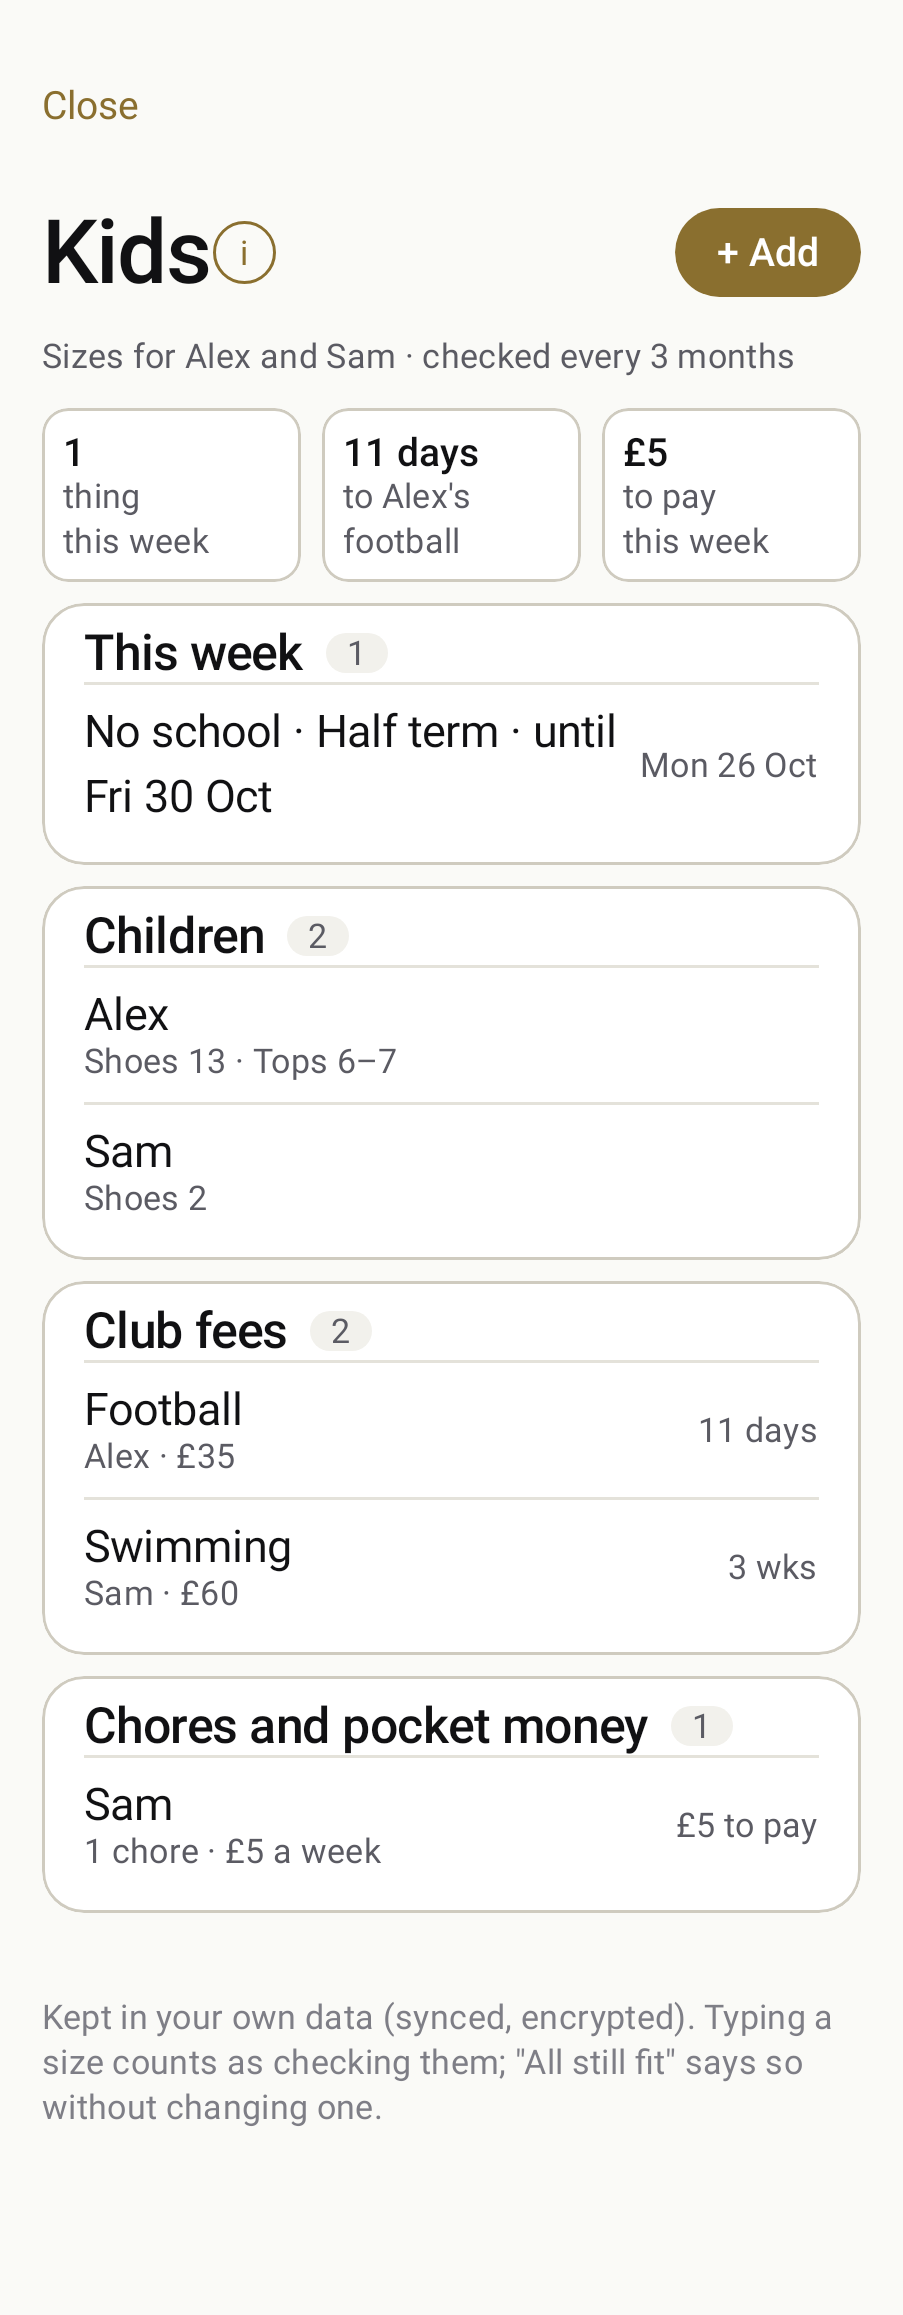 Close
Kids i
+ Add
Sizes for Alex and Sam · checked every 3 months
1
thing
this week
11 days
to Alex's
football
£5
to pay
this week
This week 1
No school · Half term · until
Fri 30 Oct
Mon 26 Oct
Children 2
Alex
Shoes 13 · Tops 6–7
Sam
Shoes 2
Club fees 2
Football
Alex · £35
11 days
Swimming
Sam · £60
3 wks
Chores and pocket money 1
Sam
1 chore · £5 a week
£5 to pay
Kept in your own data (synced, encrypted). Typing a
size counts as checking them; "All still fit" says so
without changing one.